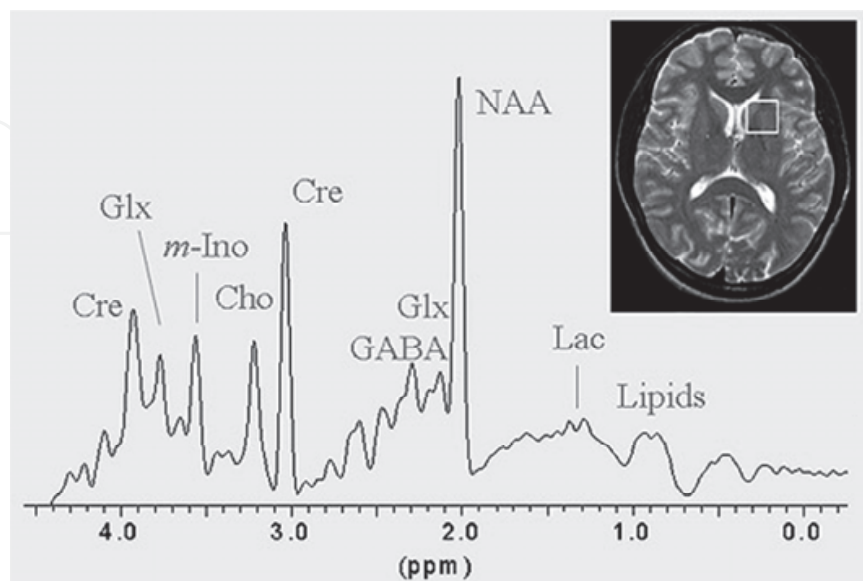 NAA
Cre
Glx
m-Ino
Cre
Cho
Glx
GABA
Lac
Lipids
4.0 3.0 2.0 1.0 0.0
(ppm)